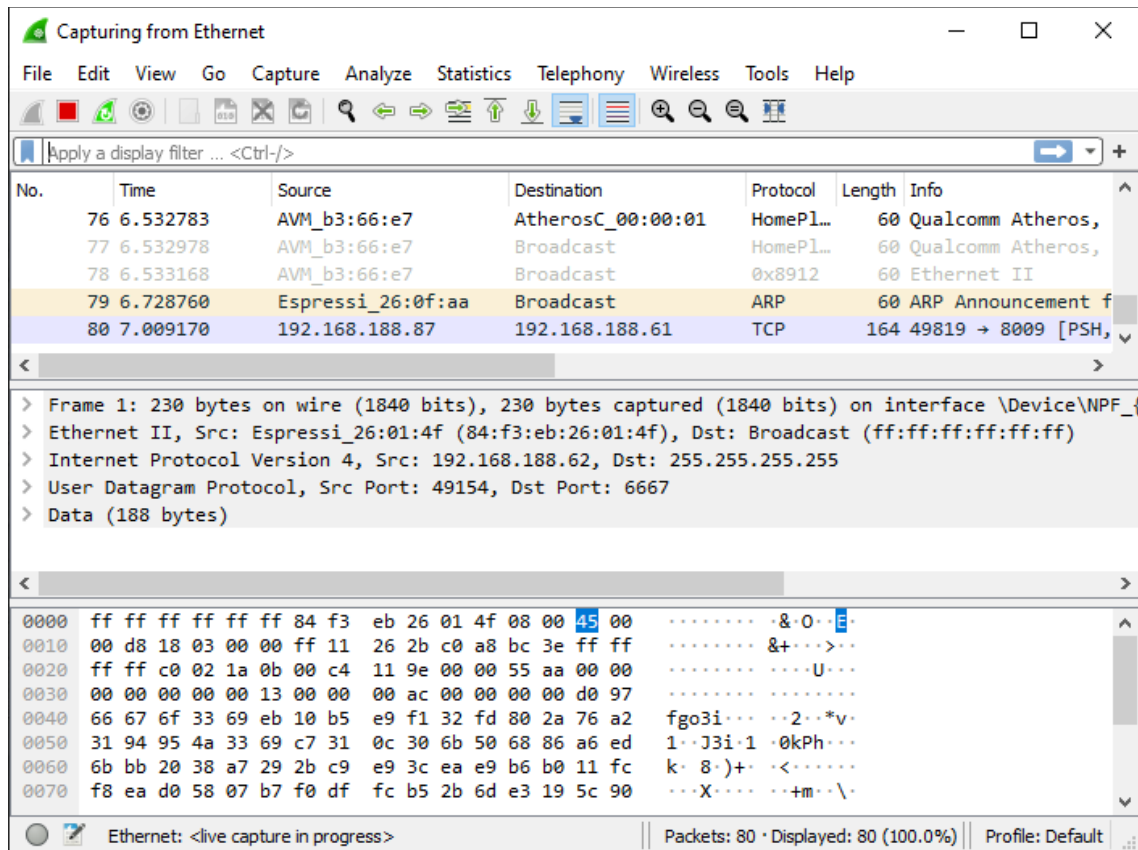 Capturing from Ethernet
File Edit View Go Capture Analyze Statistics Telephony Wireless Tools Help
Apply a display filter ... <Ctrl-/>
No. Time Source Destination Protocol Length Info
76 6.532783 AVM_b3:66:e7 AtherosC_00:00:01 HomePl… 60 Qualcomm Atheros,
77 6.532978 AVM_b3:66:e7 Broadcast HomePl… 60 Qualcomm Atheros,
78 6.533168 AVM_b3:66:e7 Broadcast 0x8912 60 Ethernet II
79 6.728760 Espressi_26:0f:aa Broadcast ARP 60 ARP Announcement f
80 7.009170 192.168.188.87 192.168.188.61 TCP 164 49819 → 8009 [PSH,
> Frame 1: 230 bytes on wire (1840 bits), 230 bytes captured (1840 bits) on interface \Device\NPF_{
> Ethernet II, Src: Espressi_26:01:4f (84:f3:eb:26:01:4f), Dst: Broadcast (ff:ff:ff:ff:ff:ff)
> Internet Protocol Version 4, Src: 192.168.188.62, Dst: 255.255.255.255
> User Datagram Protocol, Src Port: 49154, Dst Port: 6667
> Data (188 bytes)
0000 ff ff ff ff ff ff 84 f3 eb 26 01 4f 08 00 45 00 ········ ·&·O··E·
0010 00 d8 18 03 00 00 ff 11 26 2b c0 a8 bc 3e ff ff ········ &+···>··
0020 ff ff c0 02 1a 0b 00 c4 11 9e 00 00 55 aa 00 00 ········ ····U···
0030 00 00 00 00 00 13 00 00 00 ac 00 00 00 00 d0 97 ········ ········
0040 66 67 6f 33 69 eb 10 b5 e9 f1 32 fd 80 2a 76 a2 fgo3i··· ··2··*v·
0050 31 94 95 4a 33 69 c7 31 0c 30 6b 50 68 86 a6 ed 1··J3i·1 ·0kPh···
0060 6b bb 20 38 a7 29 2b c9 e9 3c ea e9 b6 b0 11 fc k· 8·)+· ·<······
0070 f8 ea d0 58 07 b7 f0 df fc b5 2b 6d e3 19 5c 90 ···X···· ··+m··\·
Ethernet: <live capture in progress> Packets: 80 · Displayed: 80 (100.0%) Profile: Default